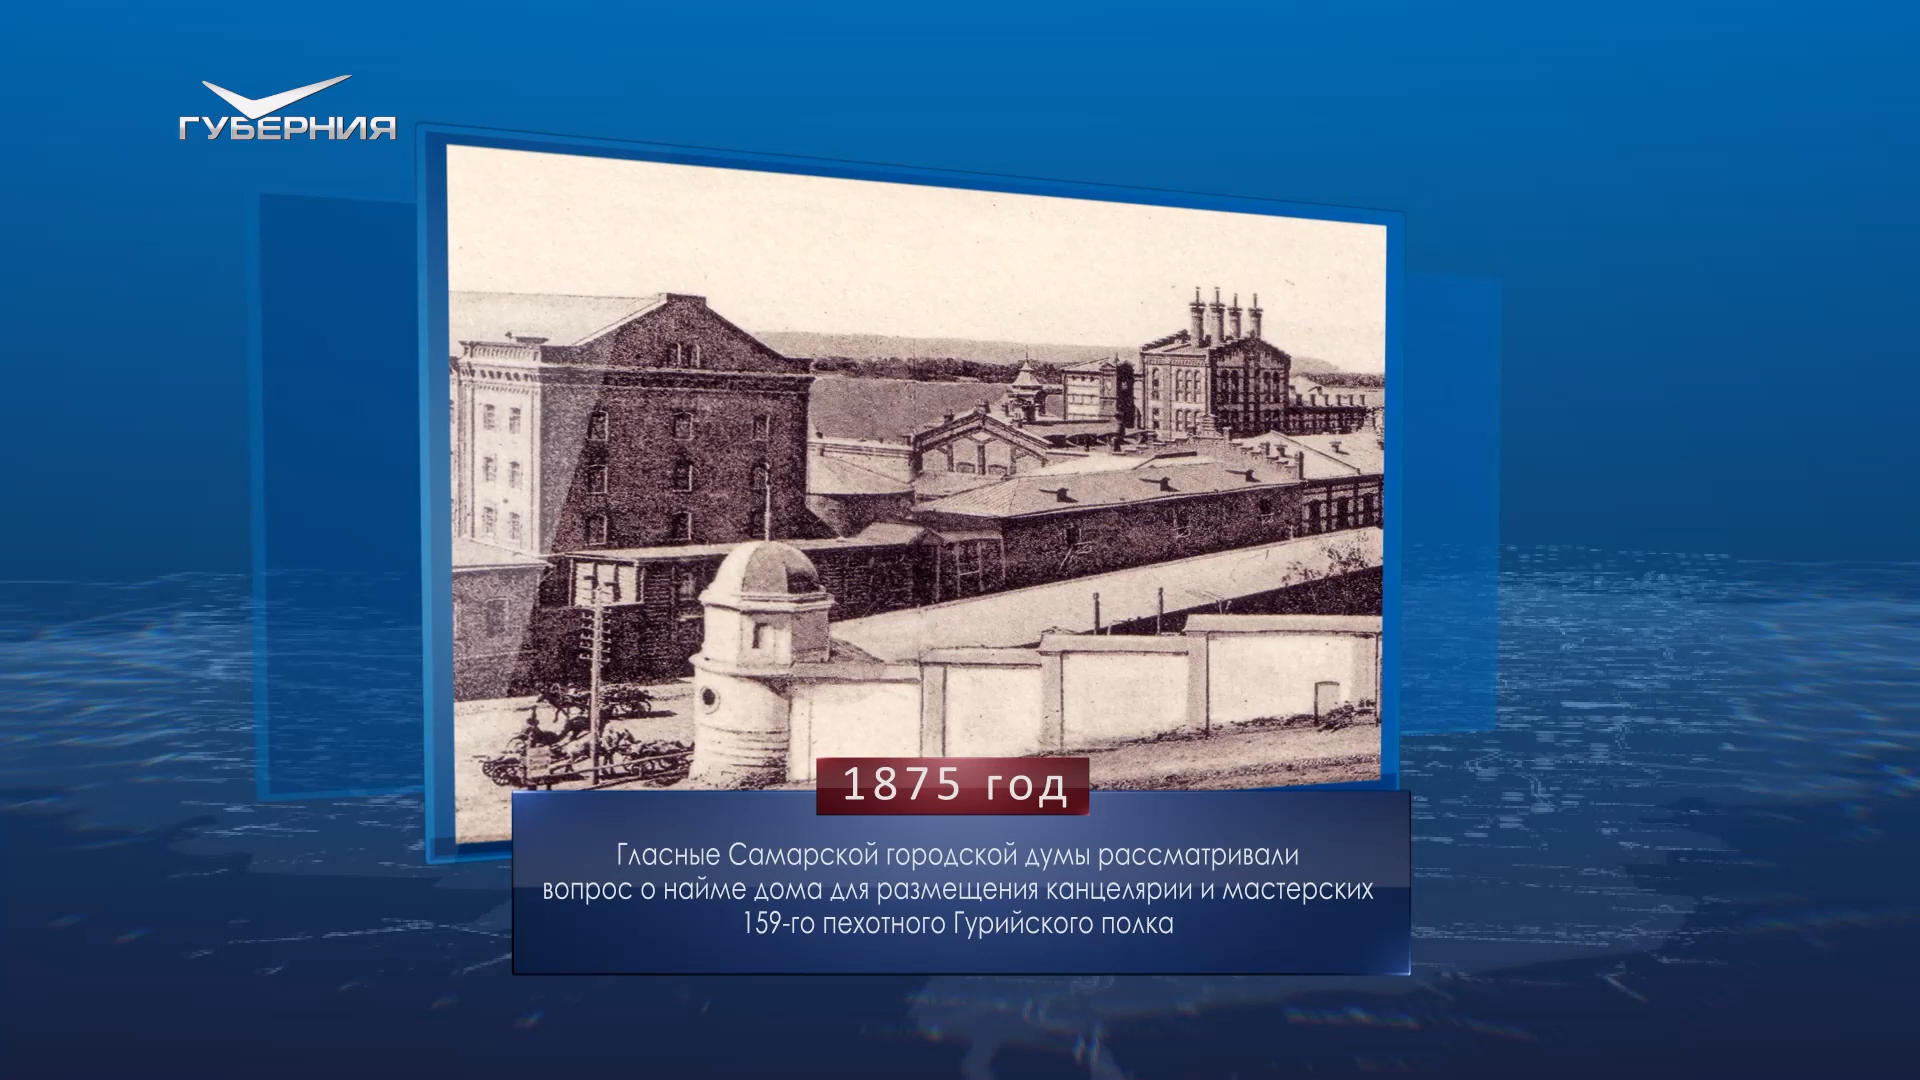 ГУБЕРНИЯ
1875 год
Гласные Самарской городской думы рассматривали
вопрос о найме дома для размещения канцелярии и мастерских
159-го пехотного Гурийского полка